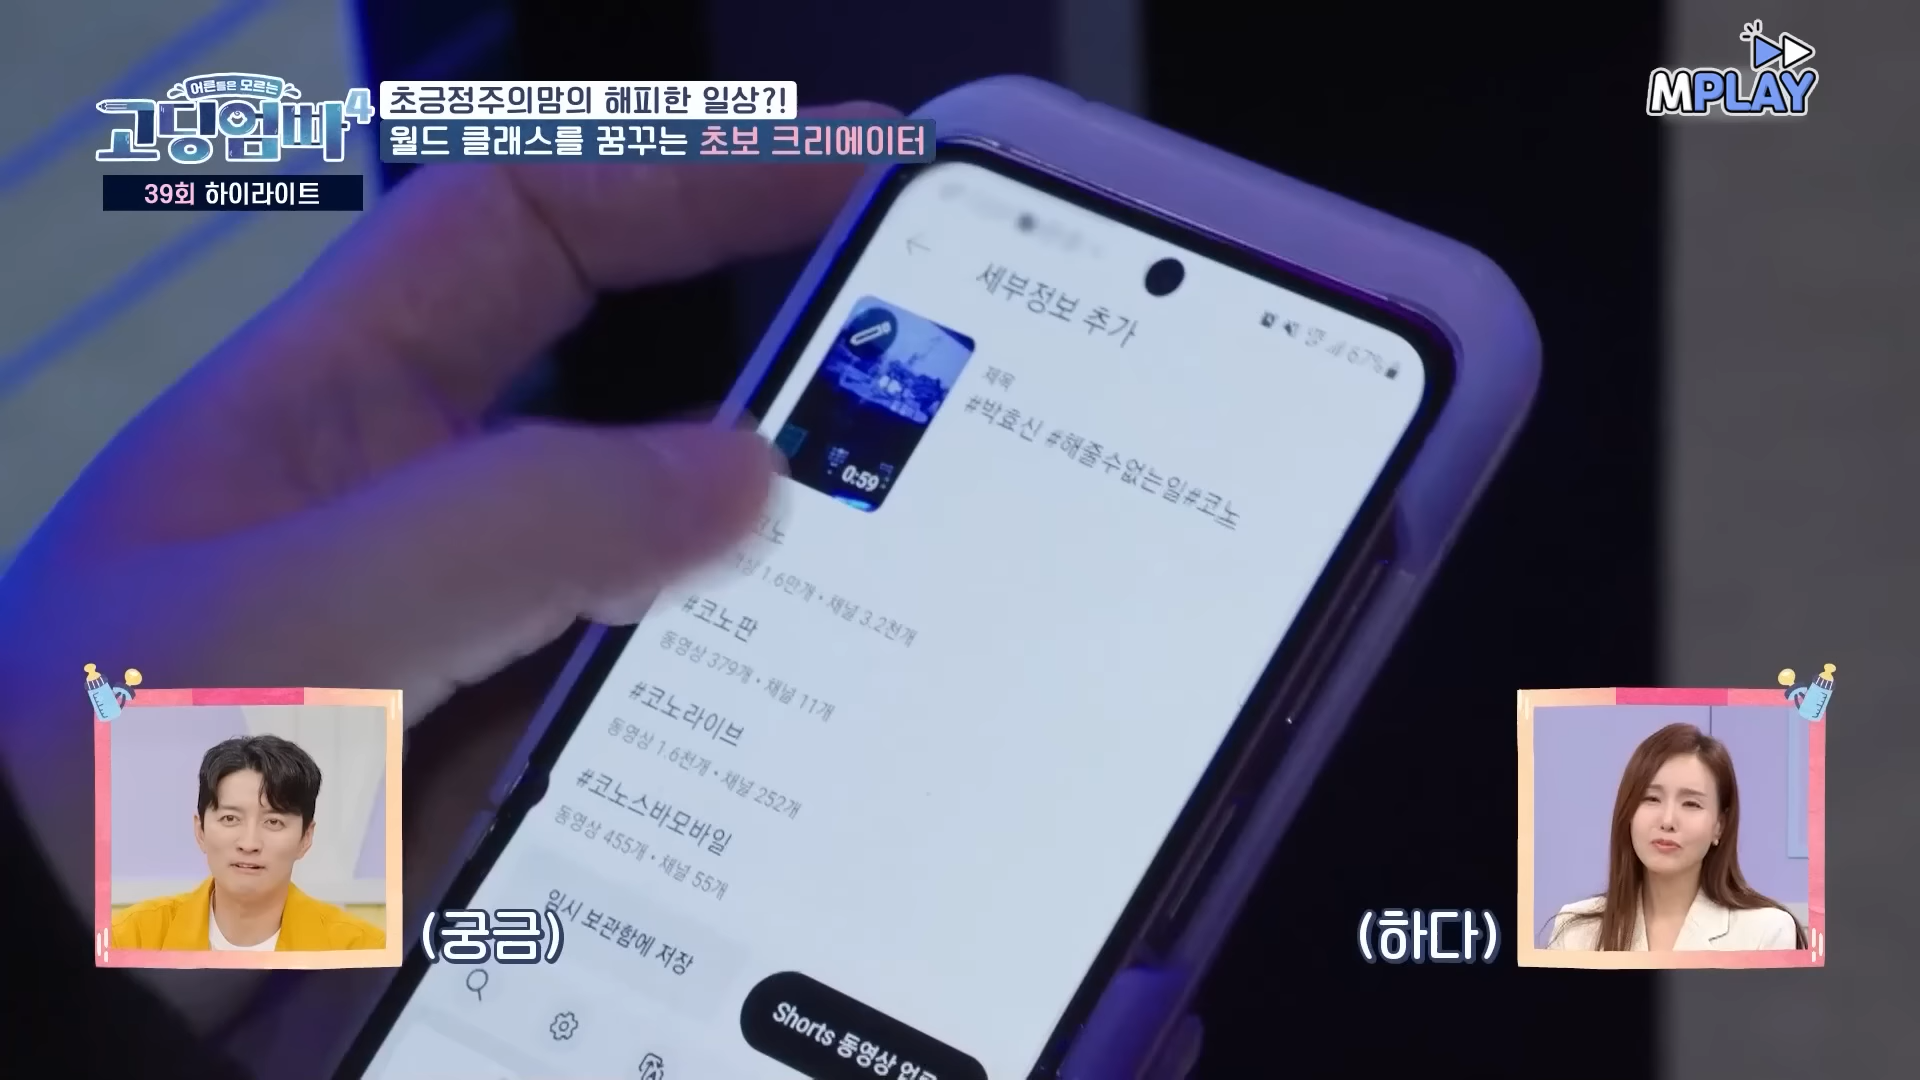 MPLAY
어른들은 모르는
고딩엄빠4
초긍정주의맘의 해피한 일상?!
월드 클래스를 꿈꾸는 초보 크리에이터
39회 하이라이트
67%
세부정보 추가
제목
#박효신 #해줄수없는일#코노
0:59
1.6만개 · 채널 3.2천개
#코노판
동영상 379개 · 채널 11개
#코노라이브
동영상 1.6천개 · 채널 252개
#코노스바모바일
동영상 455개 · 채널 55개
임시 보관함에 저장
Shorts 동영상
(궁금)
(하다)